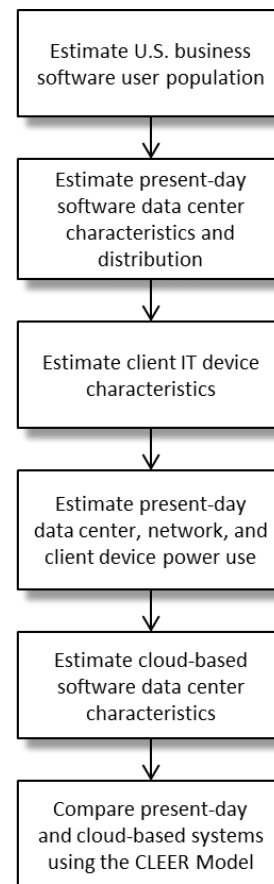 Estimate U.S. business
software user population
Estimate present-day
software data center
characteristics and
distribution
Estimate client IT device
characteristics
Estimate present-day
data center, network, and
client device power use
Estimate cloud-based
software data center
characteristics
Compare present-day
and cloud-based systems
using the CLEER Model